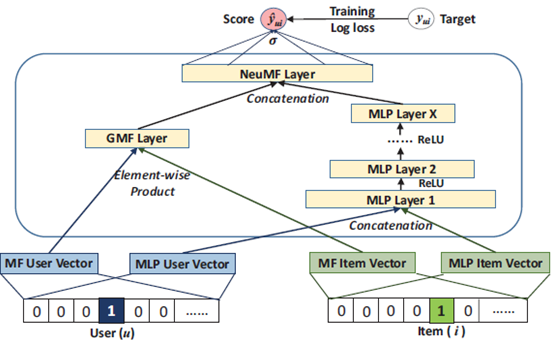 Score ŷui Training yui Target
Log loss
σ
NeuMF Layer
Concatenation
MLP Layer X
...... ReLU
GMF Layer
Element-wise
Product
MLP Layer 2
ReLU
MLP Layer 1
Concatenation
MF User Vector MLP User Vector MF Item Vector MLP Item Vector
0 0 0 1 0 0 ...... 0 0 0 0 1 0 ......
User (u) Item ( i )